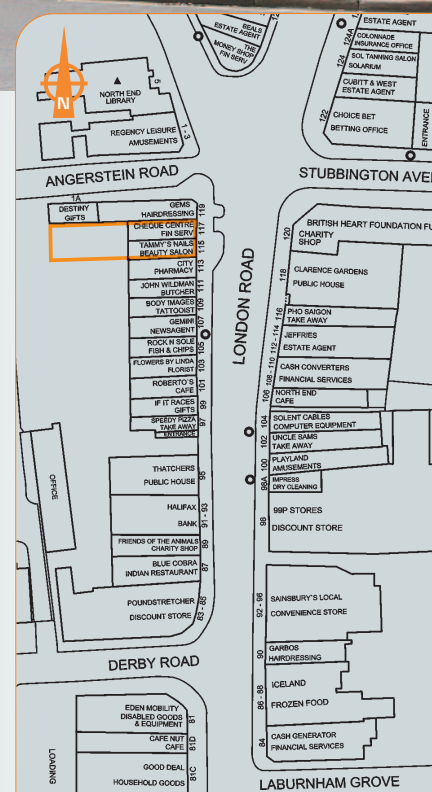 BEALS
ESTATE AGENT
THE
MONEY SHOP
FIN SERV
ESTATE AGENT
124A
COLONNADE
INSURANCE OFFICE
124
SOL TANNING SALON
SOLARIUM
CUBITT & WEST
ESTATE AGENT
122
CHOICE BET
BETTING OFFICE
ENTRANCE
N
NORTH END
LIBRARY
5
REGENCY LEISURE
AMUSEMENTS
1 - 3
ANGERSTEIN ROAD
STUBBINGTON AVE
1A
DESTINY
GIFTS
GEMS
HAIRDRESSING
119
CHEQUE CENTRE
FIN SERV
117
TAMMY'S NAILS
BEAUTY SALON
115
CITY
PHARMACY
113
JOHN WILDMAN
BUTCHER
111
BODY IMAGES
TATTOOIST
109
GEMINI
NEWSAGENT
107
ROCK N SOLE
FISH & CHIPS
105
FLOWERS BY LINDA
FLORIST
103
ROBERTO'S
CAFE
101
IF IT RACES
GIFTS
99
SPEEDY PIZZA
TAKE AWAY
97
ENTRANCE
THATCHERS
PUBLIC HOUSE
95
HALIFAX
BANK
91 - 93
FRIENDS OF THE ANIMALS
CHARITY SHOP
89
BLUE COBRA
INDIAN RESTAURANT
87
POUNDSTRETCHER
DISCOUNT STORE
83 - 85
OFFICE
LONDON ROAD
120
BRITISH HEART FOUNDATION FU
CHARITY
SHOP
118
CLARENCE GARDENS
PUBLIC HOUSE
116
PHO SAIGON
TAKE AWAY
112 - 114
JEFFRIES
ESTATE AGENT
108 - 110
CASH CONVERTERS
FINANCIAL SERVICES
106
NORTH END
CAFE
104
SOLENT CABLES
COMPUTER EQUIPMENT
102
UNCLE SAMS
TAKE AWAY
100
PLAYLAND
AMUSEMENTS
98A
IMPRESS
DRY CLEANING
98
99P STORES
DISCOUNT STORE
92 - 96
SAINSBURY'S LOCAL
CONVENIENCE STORE
90
GARBOS
HAIRDRESSING
86 - 88
ICELAND
FROZEN FOOD
84
CASH GENERATOR
FINANCIAL SERVICES
DERBY ROAD
LABURNHAM GROVE
EDEN MOBILITY
DISABLED GOODS
& EQUIPMENT
81
CAFE NUT
CAFE
81D
GOOD DEAL
HOUSEHOLD GOODS
81C
LOADING